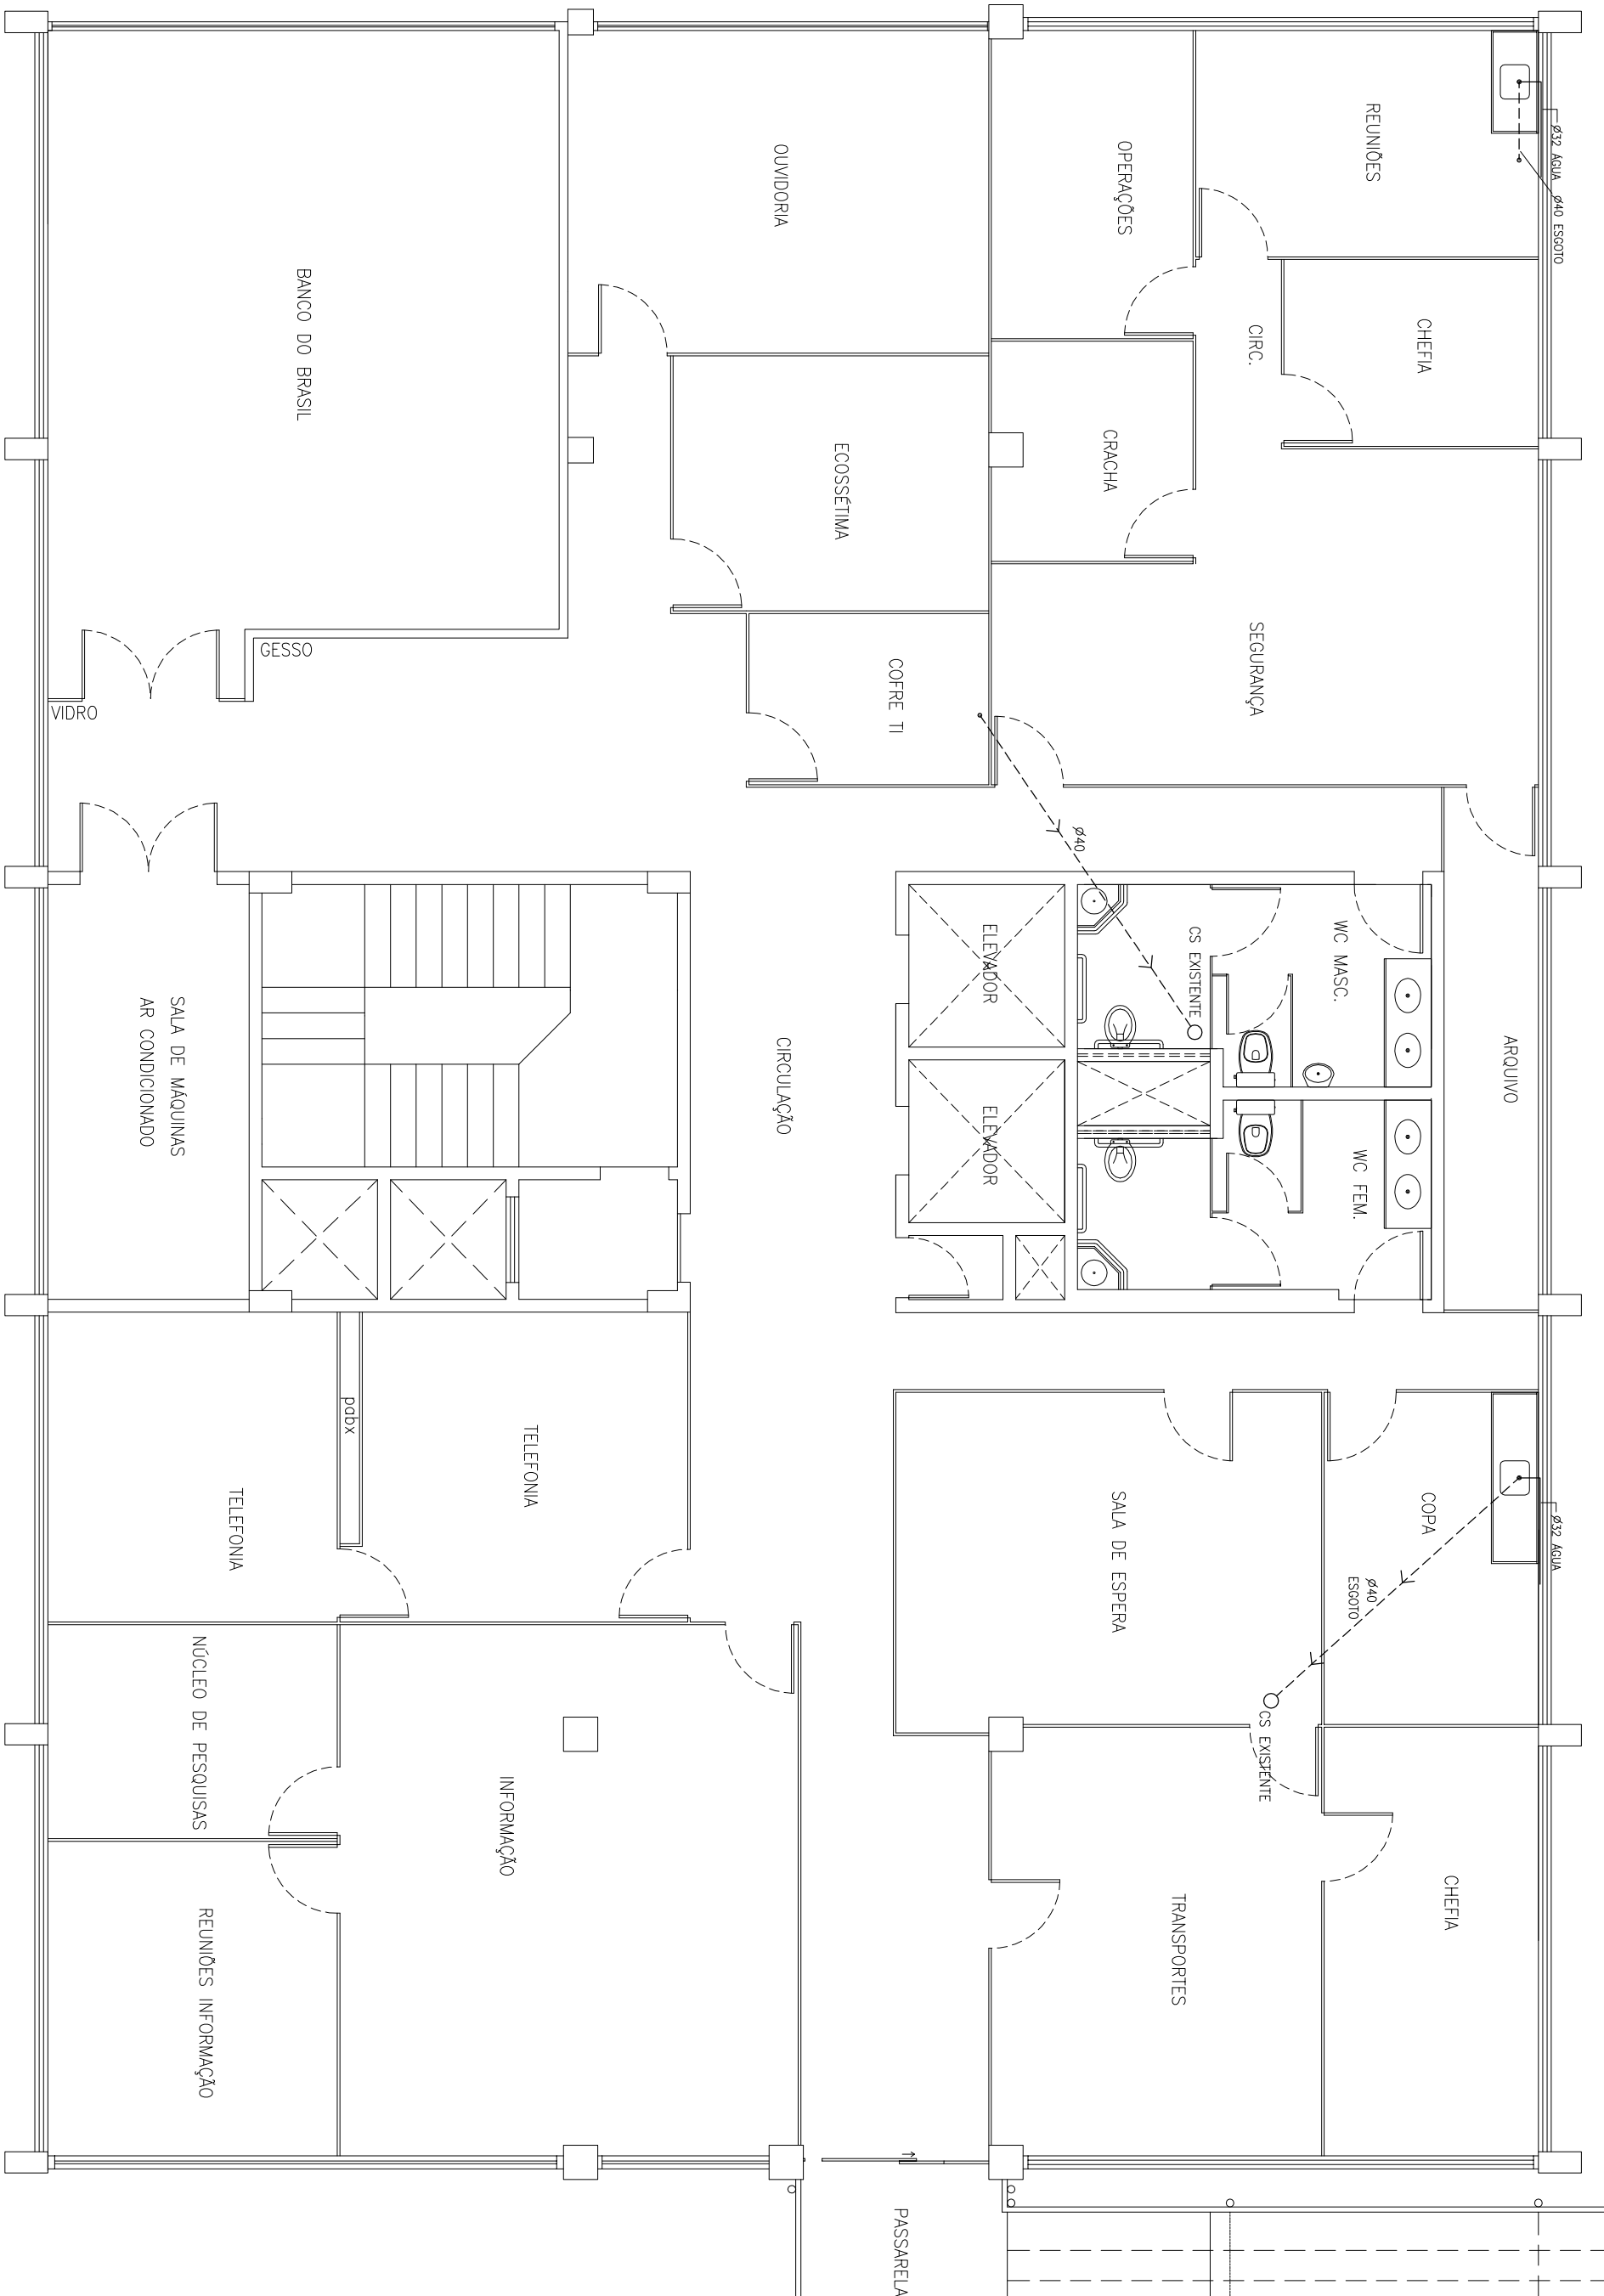 Ø32 ÁGUA
Ø40 ESGOTO
REUNIÕES
OPERAÇÕES
OUVIDORIA
BANCO DO BRASIL
CHEFIA
CIRC.
CRACHA
ECOSSÉTIMA
SEGURANÇA
COFRE TI
GESSO
VIDRO
Ø40
CS EXISTENTE
WC MASC.
ELEVADOR
ELEVADOR
ARQUIVO
CIRCULAÇÃO
SALA DE MÁQUINAS
AR CONDICIONADO
WC FEM.
pabx
TELEFONIA
TELEFONIA
SALA DE ESPERA
COPA
Ø32 ÁGUA
Ø40
ESGOTO
CS EXISTENTE
NÚCLEO DE PESQUISAS
INFORMAÇÃO
REUNIÕES INFORMAÇÃO
TRANSPORTES
CHEFIA
PASSARELA